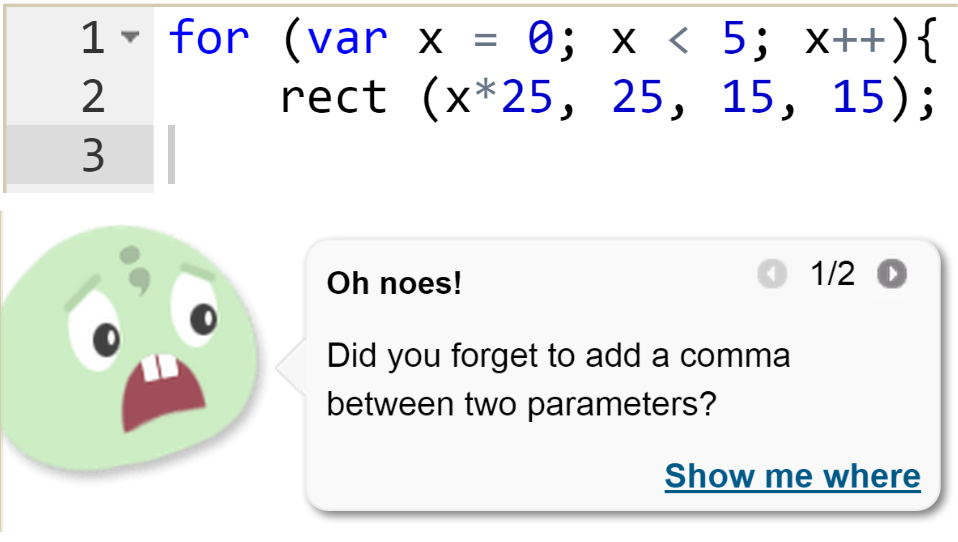 1 for (var x = 0; x < 5; x++){
2     rect (x*25, 25, 15, 15);
3
Oh noes! 1/2
Did you forget to add a comma
between two parameters?
Show me where